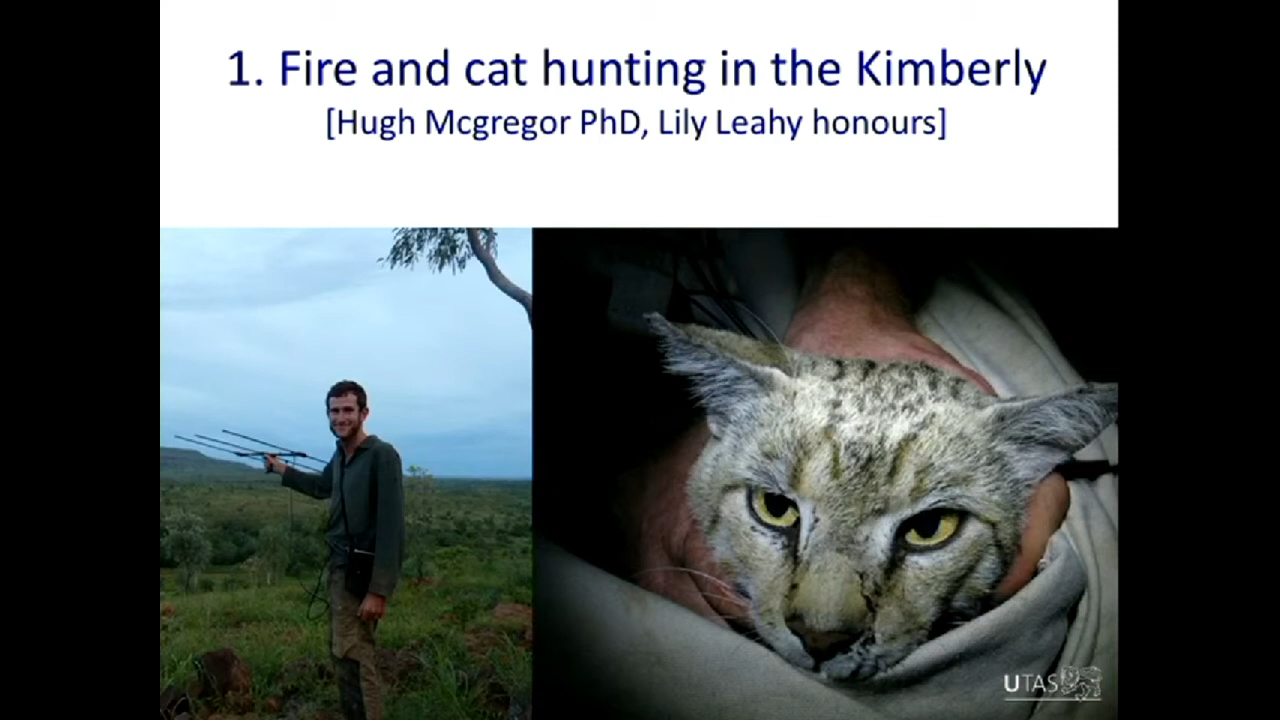 1. Fire and cat hunting in the Kimberly
[Hugh Mcgregor PhD, Lily Leahy honours]
UTAS